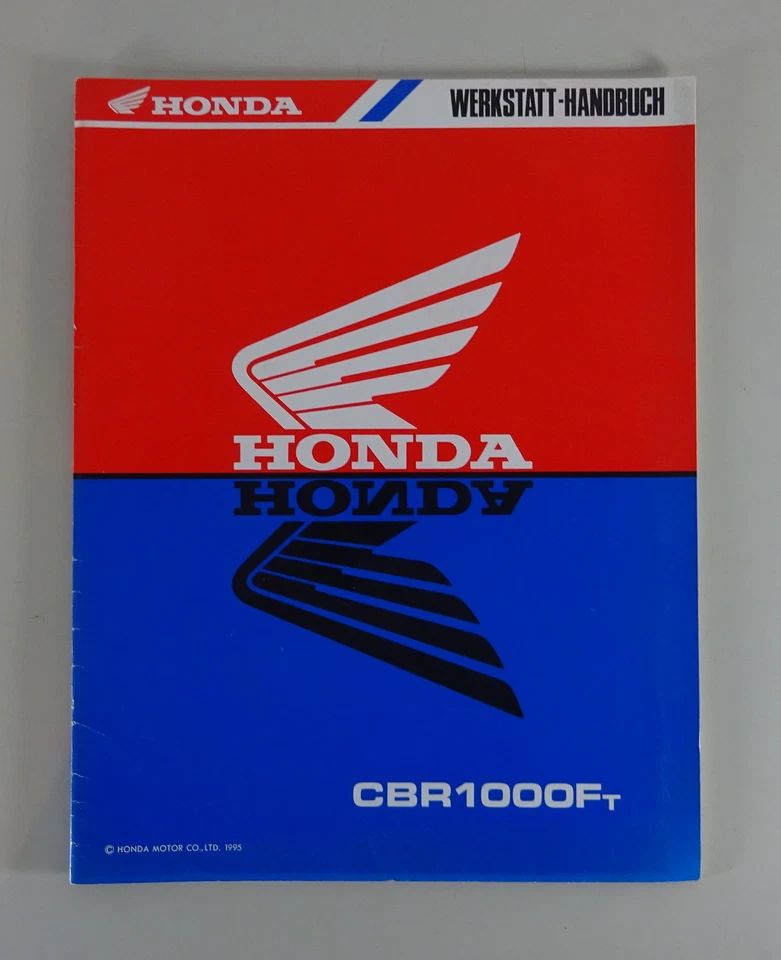 HONDA WERKSTATT-HANDBUCH
HONDA
HONDA
CBR1000FT
© HONDA MOTOR CO.,LTD. 1995